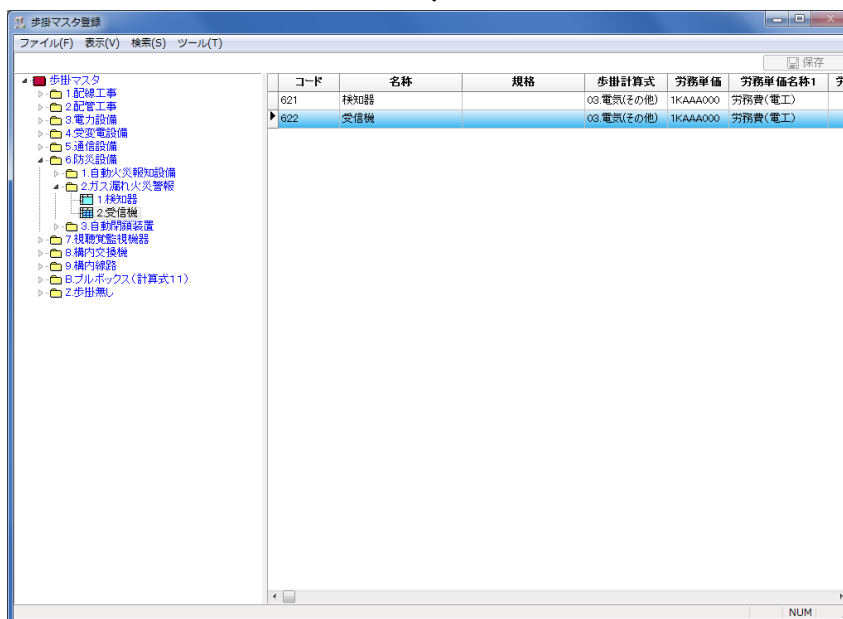 歩掛マスタ登録
ファイル(F) 表示(V) 検索(S) ツール(T)
保存
歩掛マスタ
1.配線工事
2.配管工事
3.電力設備
4.受変電設備
5.通信設備
6.防災設備
1.自動火災報知設備
2.ガス漏れ火災警報
1.検知器
2.受信機
3.自動閉鎖装置
7.視聴覚監視機器
8.構内交換機
9.構内線路
B.プルボックス(計算式11)
Z.歩掛無し
コード 名称 規格 歩掛計算式 労務単価 労務単価名称1 労
621 検知器 03.電気(その他) 1KAAA000 労務費(電工)
622 受信機 03.電気(その他) 1KAAA000 労務費(電工)
NUM